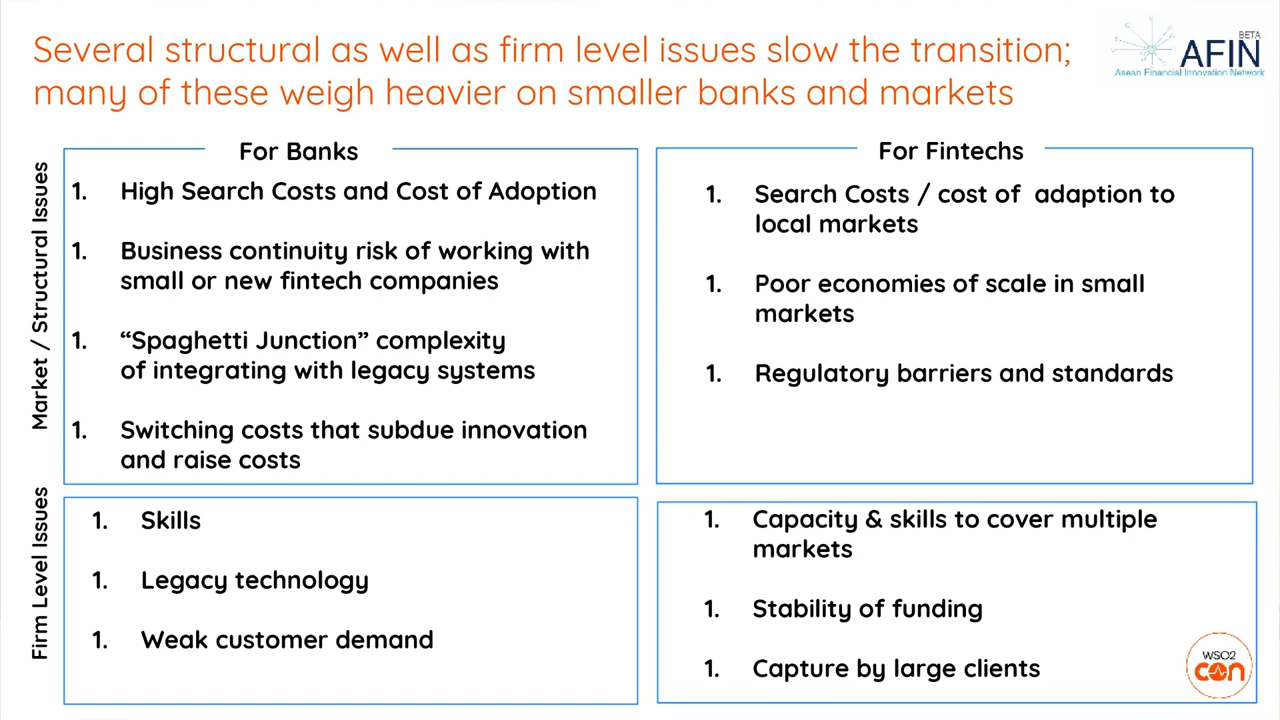 Several structural as well as firm level issues slow the transition;
many of these weigh heavier on smaller banks and markets
BETA
AFIN
Asean Financial Innovation Network
Market / Structural Issues
For Banks
1. High Search Costs and Cost of Adoption
1. Business continuity risk of working with
small or new fintech companies
1. “Spaghetti Junction” complexity
of integrating with legacy systems
1. Switching costs that subdue innovation
and raise costs
For Fintechs
1. Search Costs / cost of adaption to
local markets
1. Poor economies of scale in small
markets
1. Regulatory barriers and standards
Firm Level Issues
1. Skills
1. Legacy technology
1. Weak customer demand
1. Capacity & skills to cover multiple
markets
1. Stability of funding
1. Capture by large clients
WSO2
con